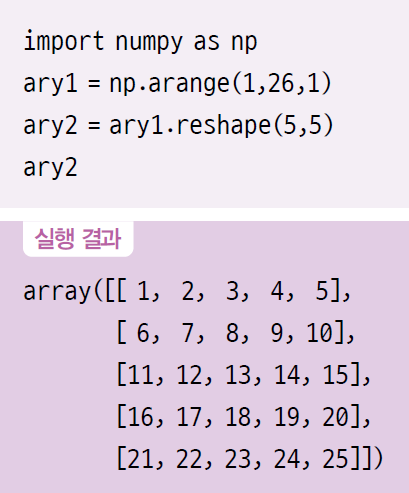 import numpy as np
ary1 = np.arange(1,26,1)
ary2 = ary1.reshape(5,5)
ary2
실행 결과
array([[ 1,  2,  3,  4,  5],
       [ 6,  7,  8,  9, 10],
       [11, 12, 13, 14, 15],
       [16, 17, 18, 19, 20],
       [21, 22, 23, 24, 25]])